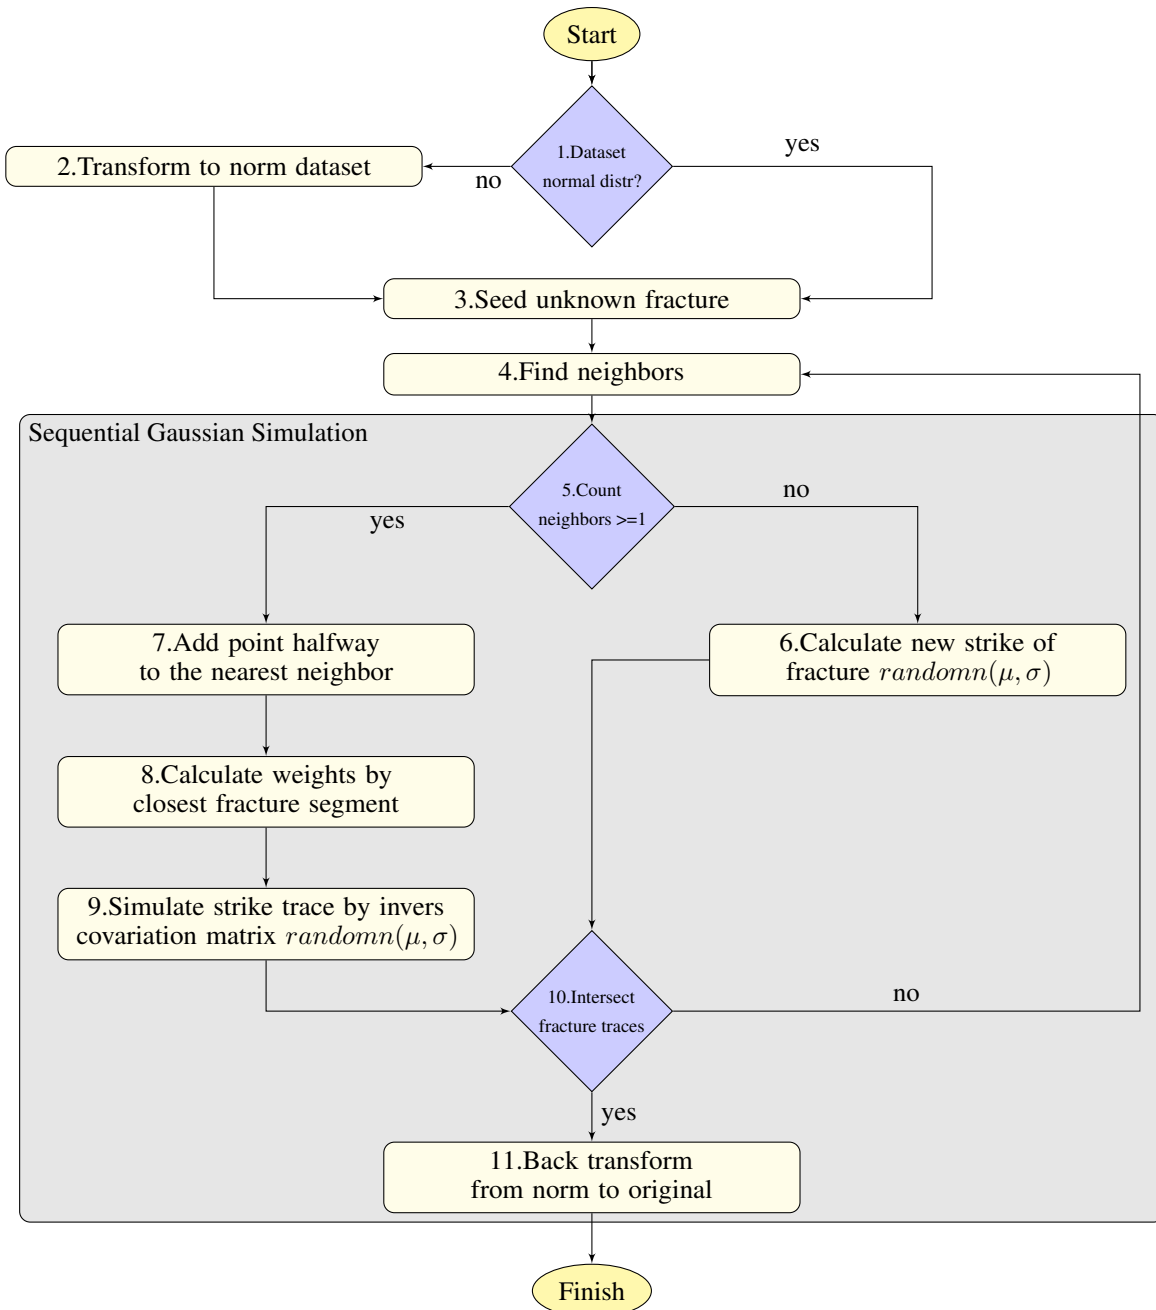 Start
1.Dataset
normal distr?
yes
no
2.Transform to norm dataset
3.Seed unknown fracture
4.Find neighbors
Sequential Gaussian Simulation
5.Count
neighbors >=1
no
yes
7.Add point halfway
to the nearest neighbor
6.Calculate new strike of
fracture randomn(μ, σ)
8.Calculate weights by
closest fracture segment
9.Simulate strike trace by invers
covariation matrix randomn(μ, σ)
10.Intersect
fracture traces
no
yes
11.Back transform
from norm to original
Finish